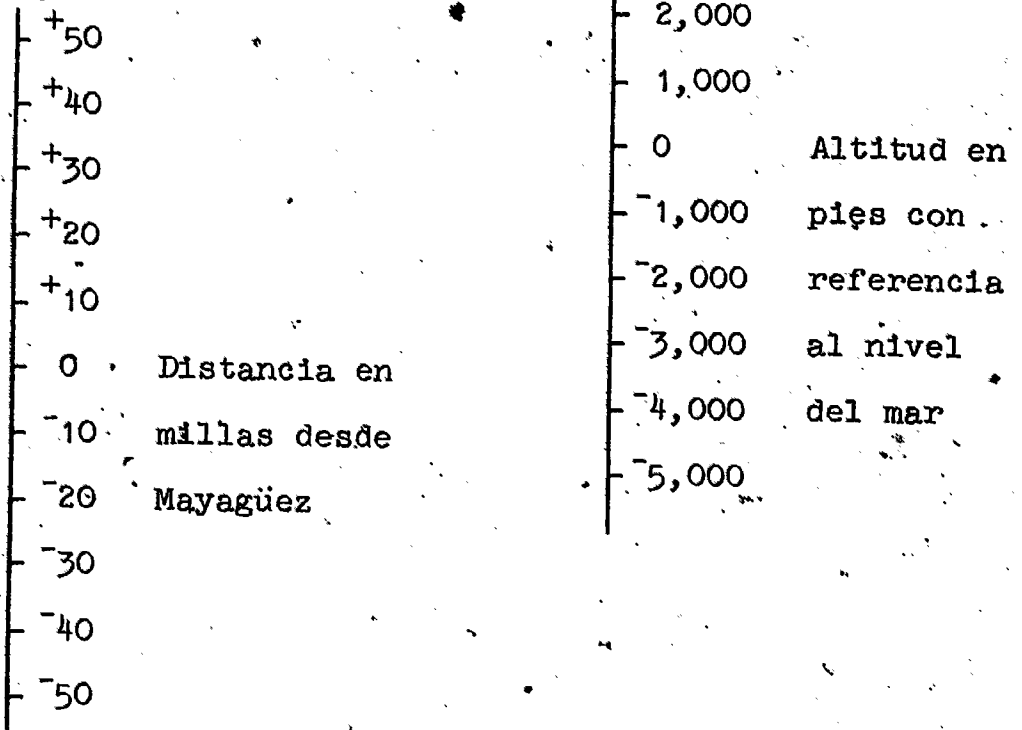 +50
+40
+30
+20
+10
0 Distancia en
-10 millas desde
-20 Mayagüez
-30
-40
-50
2,000
1,000
0 Altitud en
-1,000 pies con
-2,000 referencia
-3,000 al nivel
-4,000 del mar
-5,000